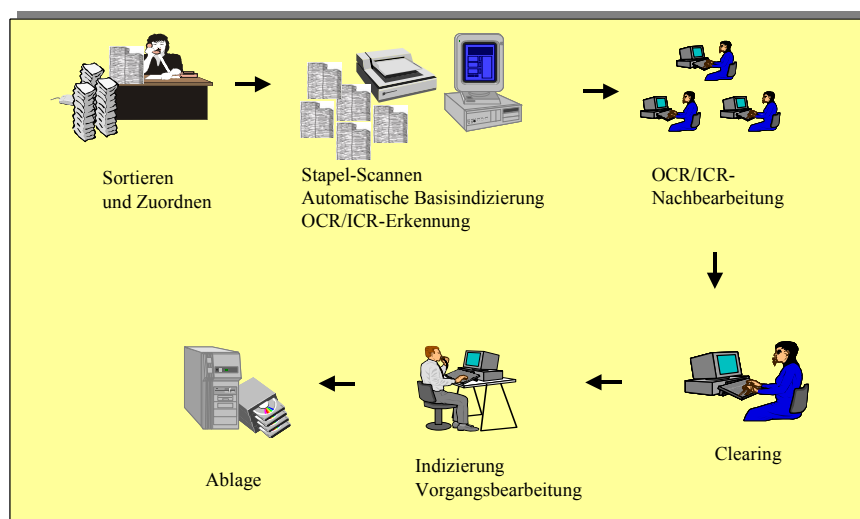 Sortieren
und Zuordnen
Stapel-Scannen
Automatische Basisindizierung
OCR/ICR-Erkennung
OCR/ICR-
Nachbearbeitung
Clearing
Indizierung
Vorgangsbearbeitung
Ablage